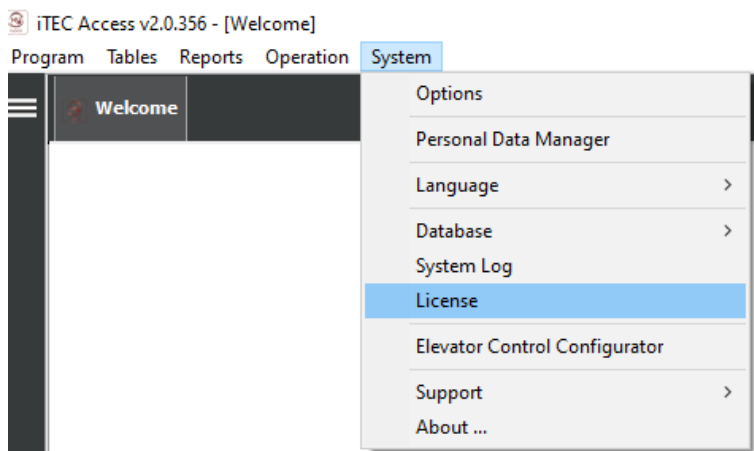 iTEC Access v2.0.356 - [Welcome]
Program Tables Reports Operation System
Welcome
Options
Personal Data Manager
Language
Database
System Log
License
Elevator Control Configurator
Support
About ...